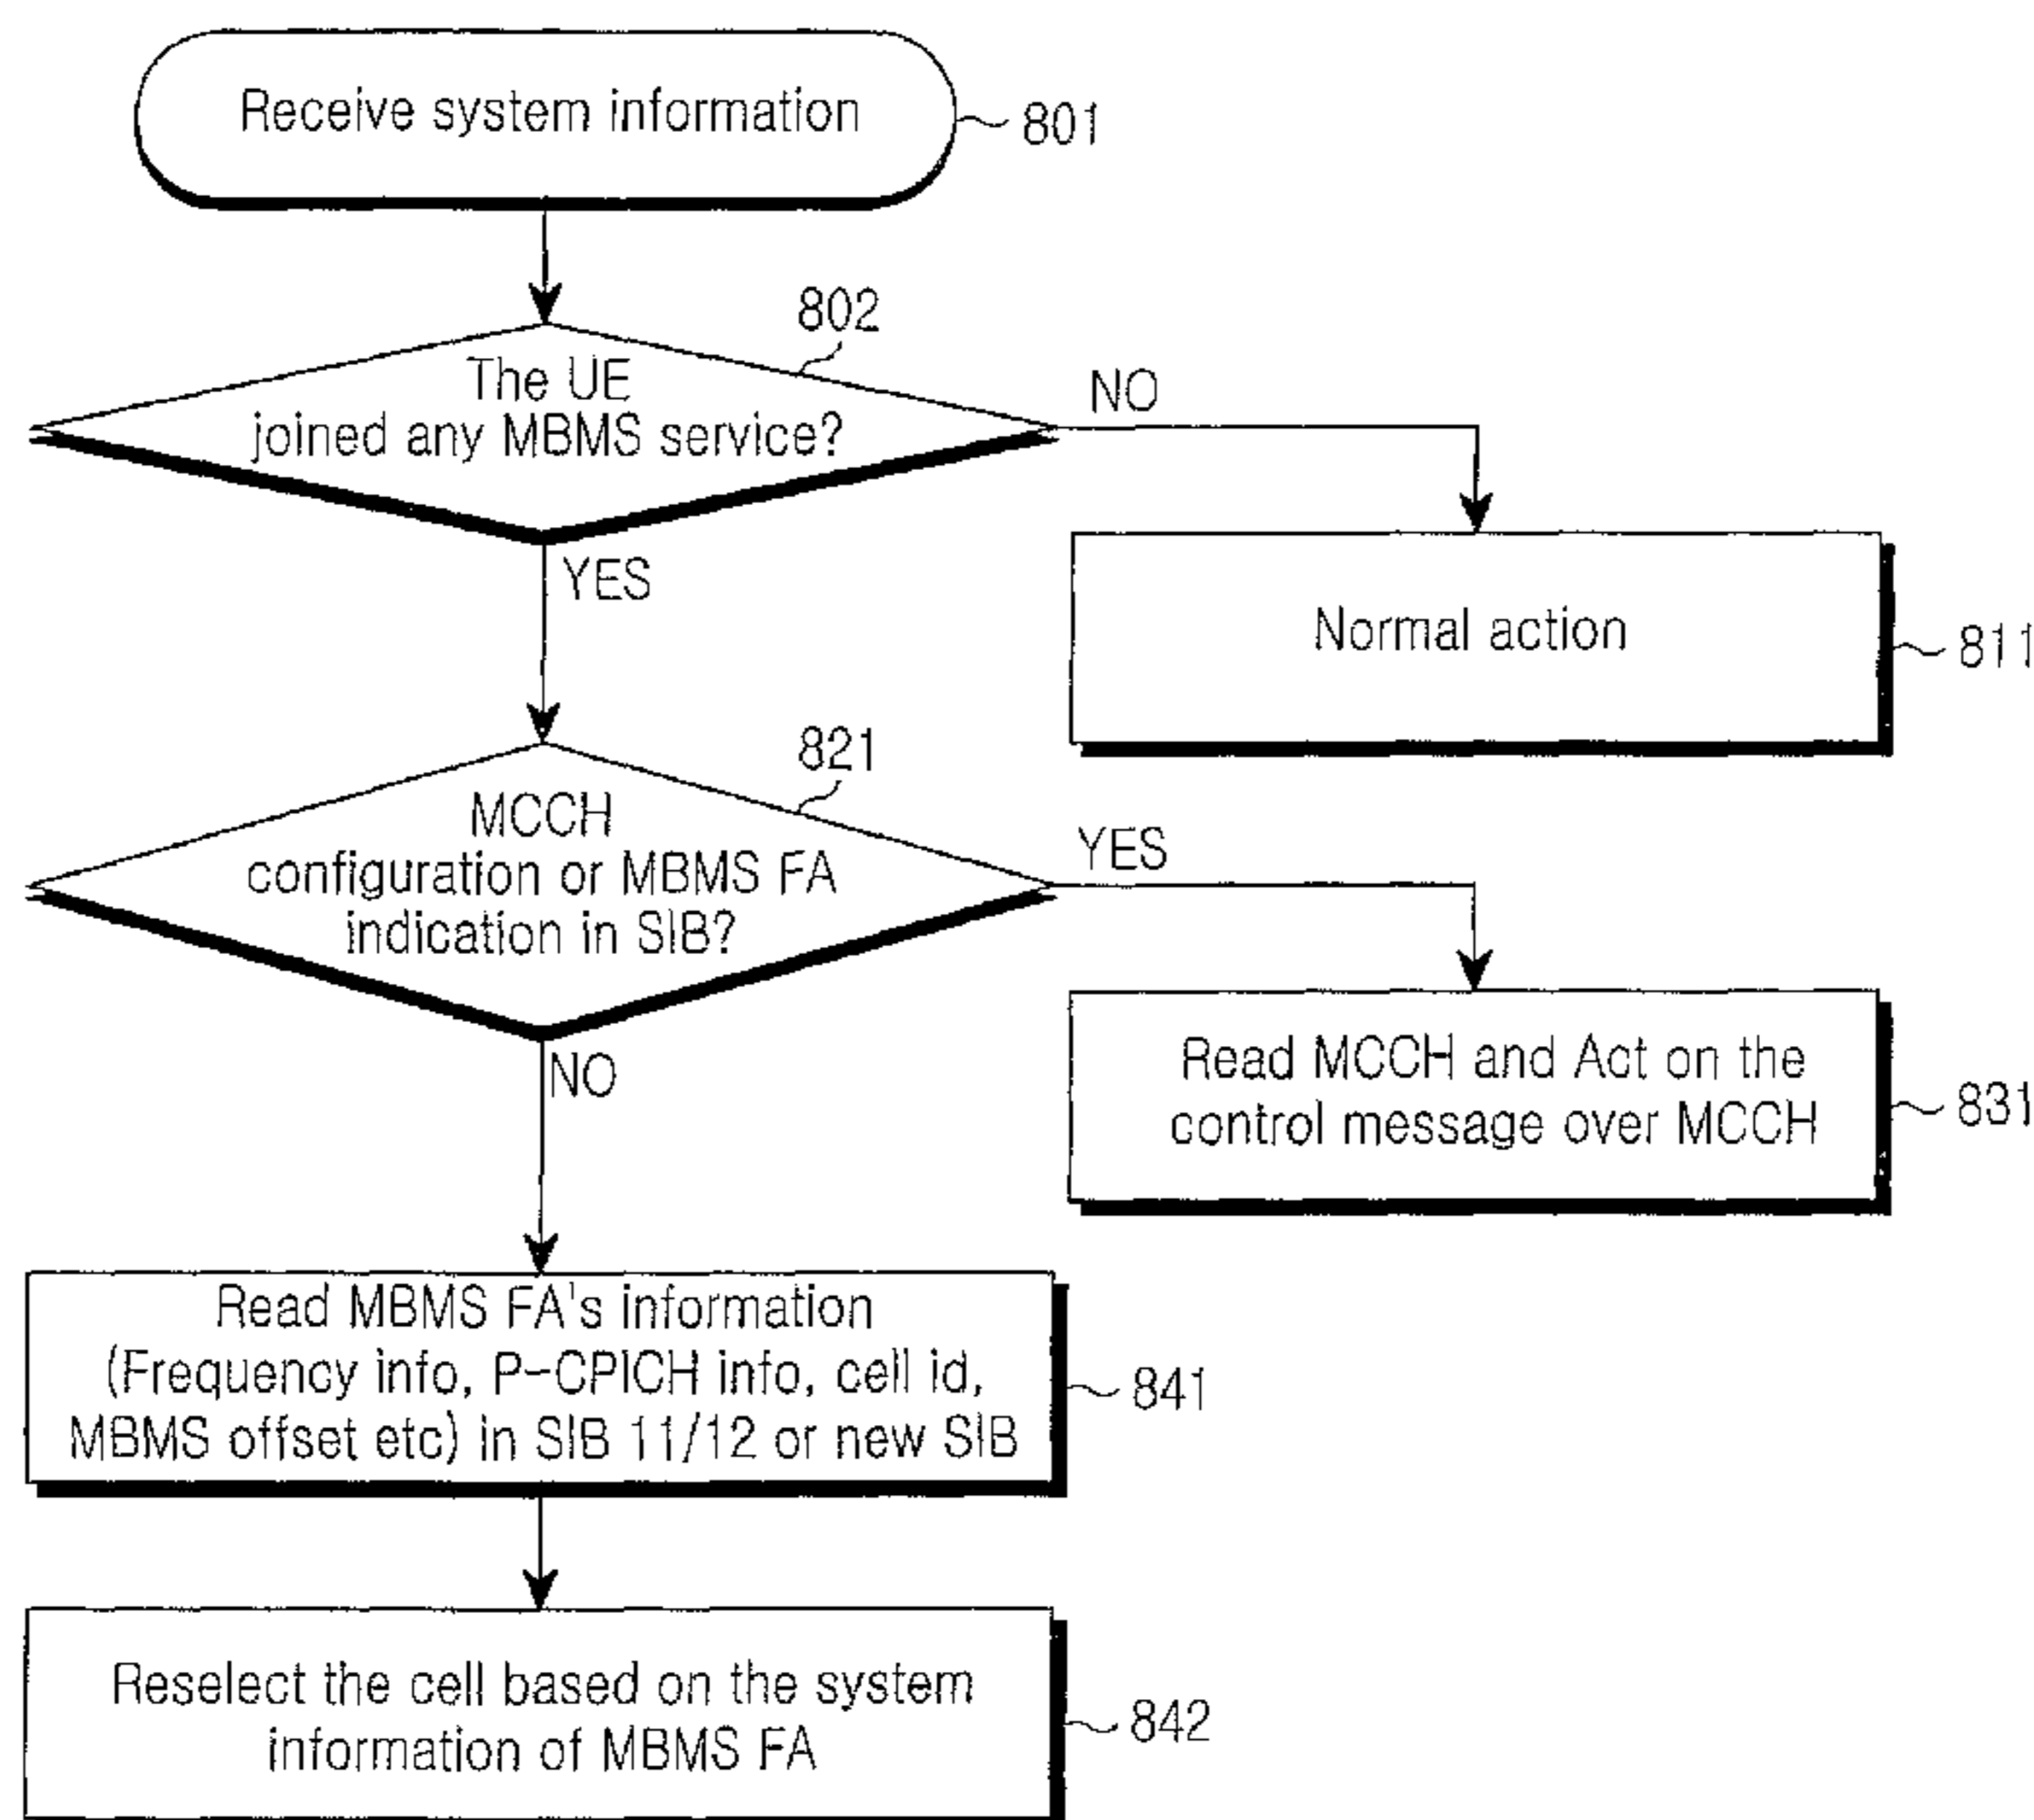 Receive system information
801
802
The UE
joined any MBMS service?
NO
YES
Normal action
811
821
MCCH
configuration or MBMS FA
indication in SIB?
YES
NO
Read MCCH and Act on the
control message over MCCH
831
Read MBMS FA's information
(Frequency info, P-CPICH info, cell id,
MBMS offset etc) in SIB 11/12 or new SIB
841
Reselect the cell based on the system
information of MBMS FA
842